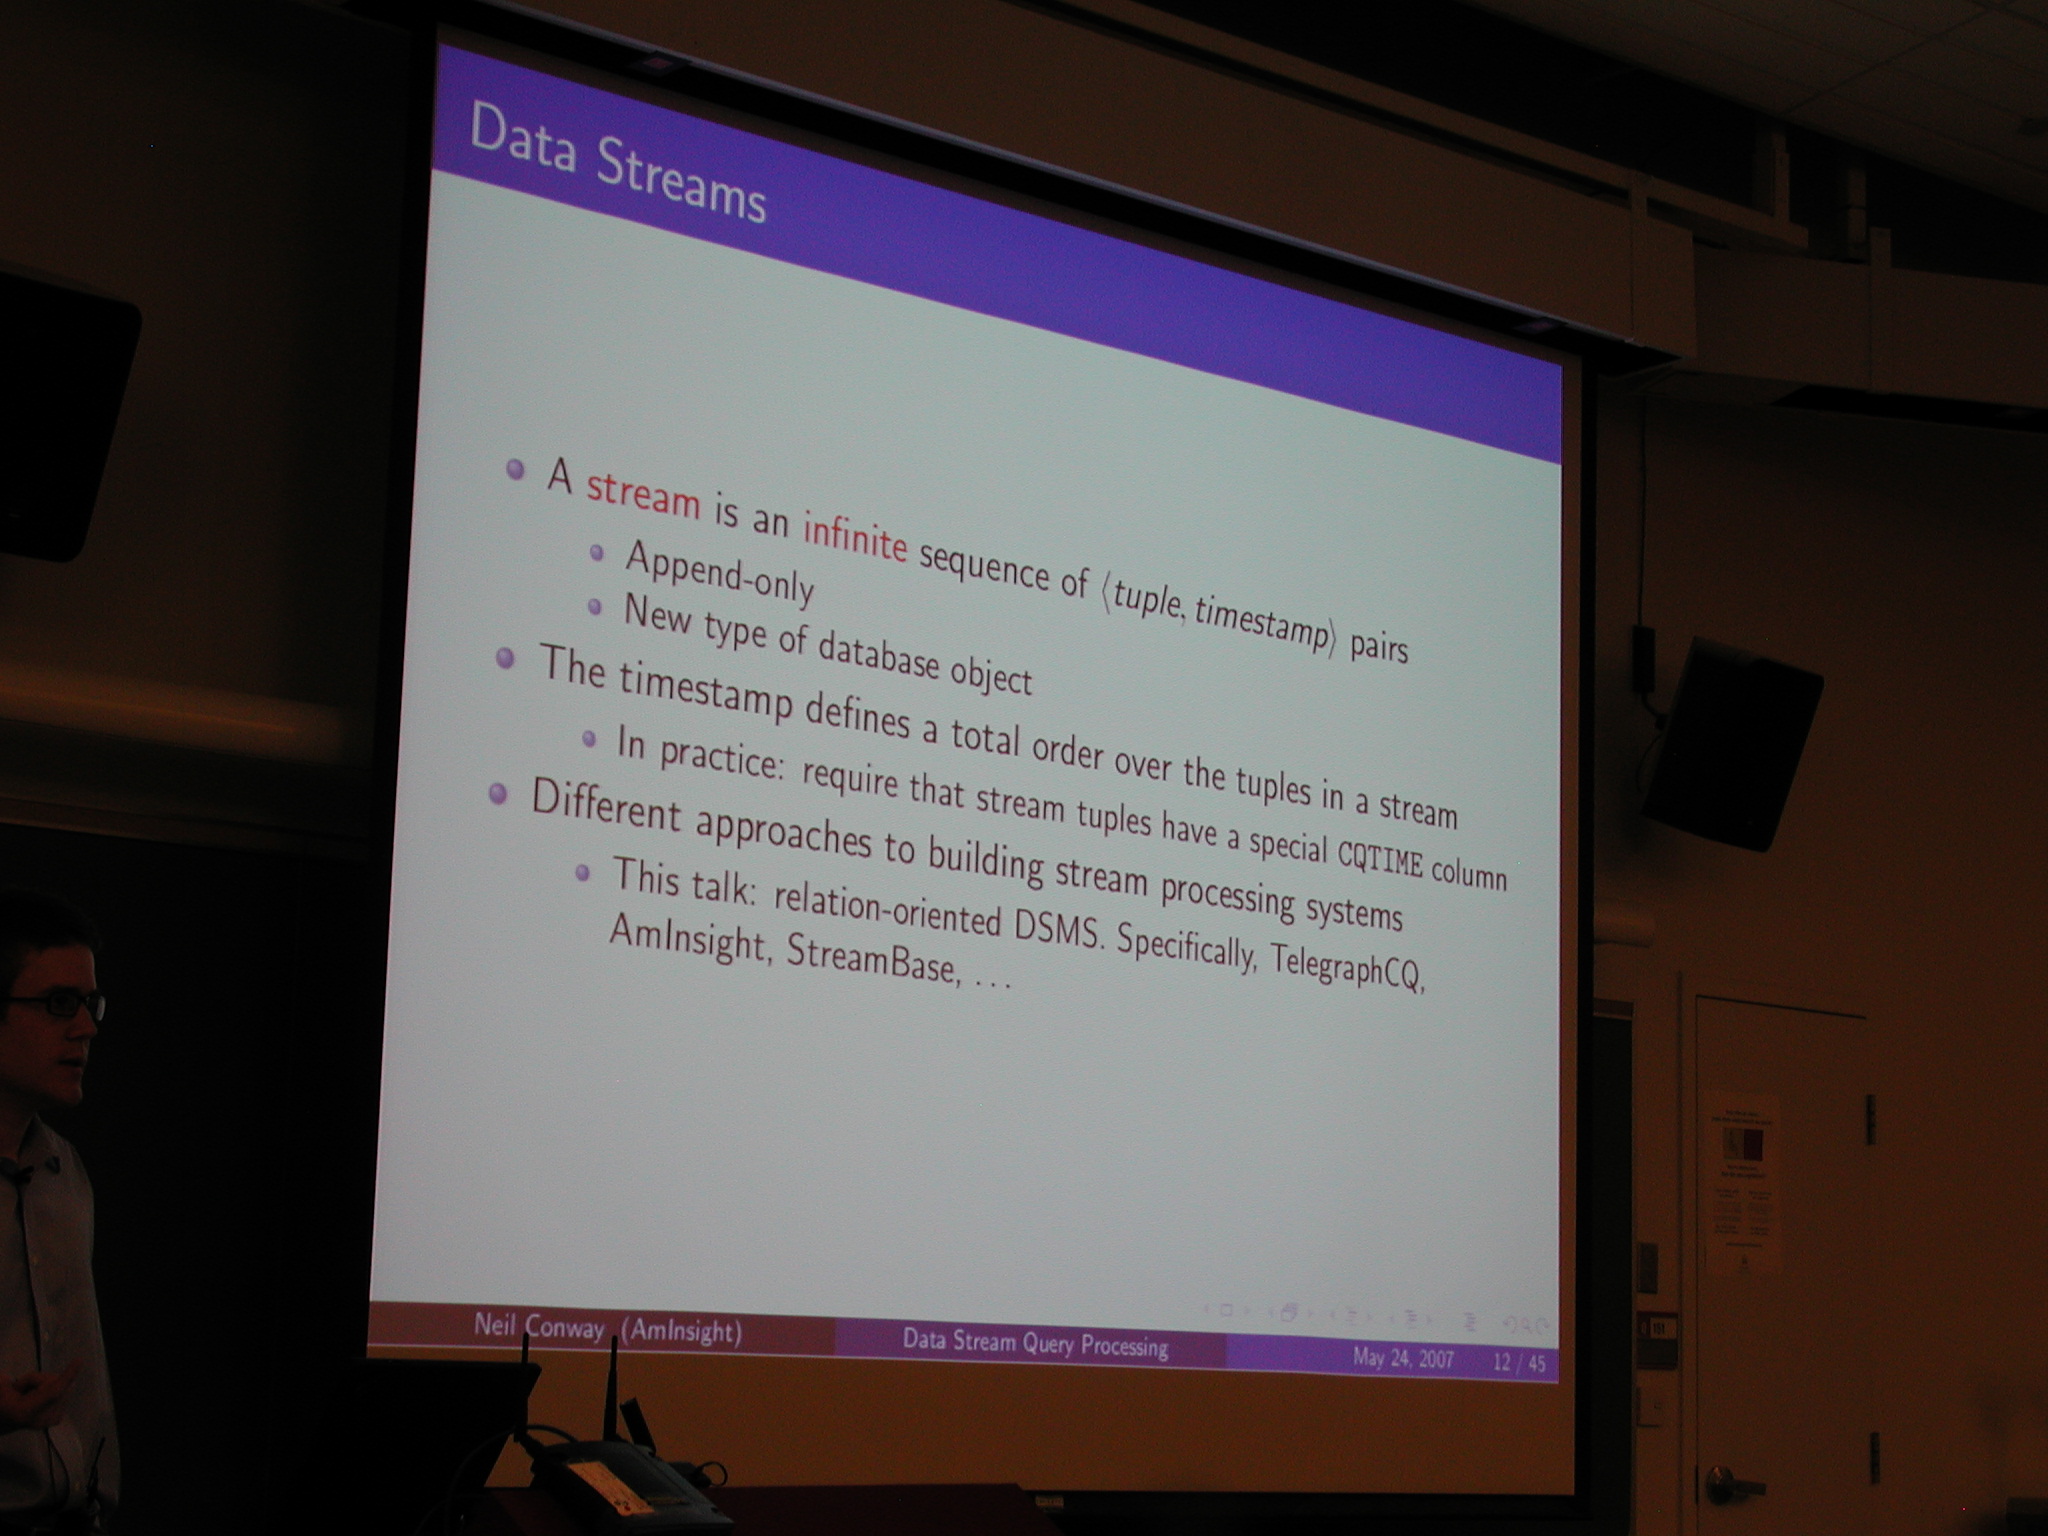 Data Streams
A stream is an infinite sequence of ⟨tuple, timestamp⟩ pairs
Append-only
New type of database object
The timestamp defines a total order over the tuples in a stream
In practice: require that stream tuples have a special CQTIME column
Different approaches to building stream processing systems
This talk: relation-oriented DSMS. Specifically, TelegraphCQ,
AmInsight, StreamBase, ...
Neil Conway (AmInsight) Data Stream Query Processing May 24, 2007 12 / 45